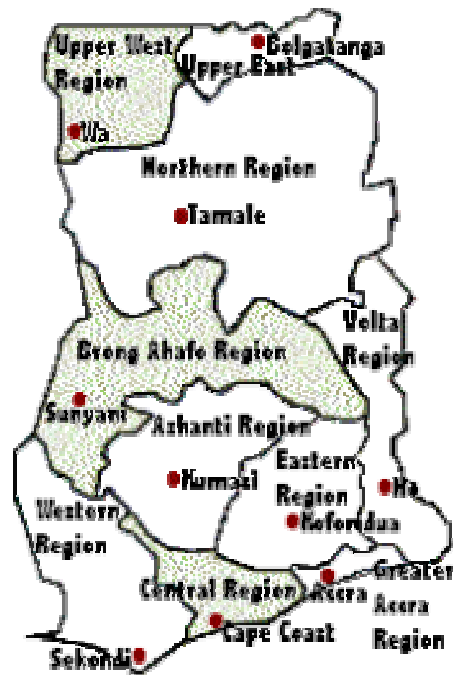 Upper West
Region
Bolgatanga
Upper East
Wa
Northern Region
Tamale
Volta
Region
Brong Ahafo Region
Sunyani
Ashanti Region
Kumasi
Eastern
Region
Koforidua
Ho
Western
Region
Central Region
Accra
Greater
Accra
Region
Cape Coast
Sekondi